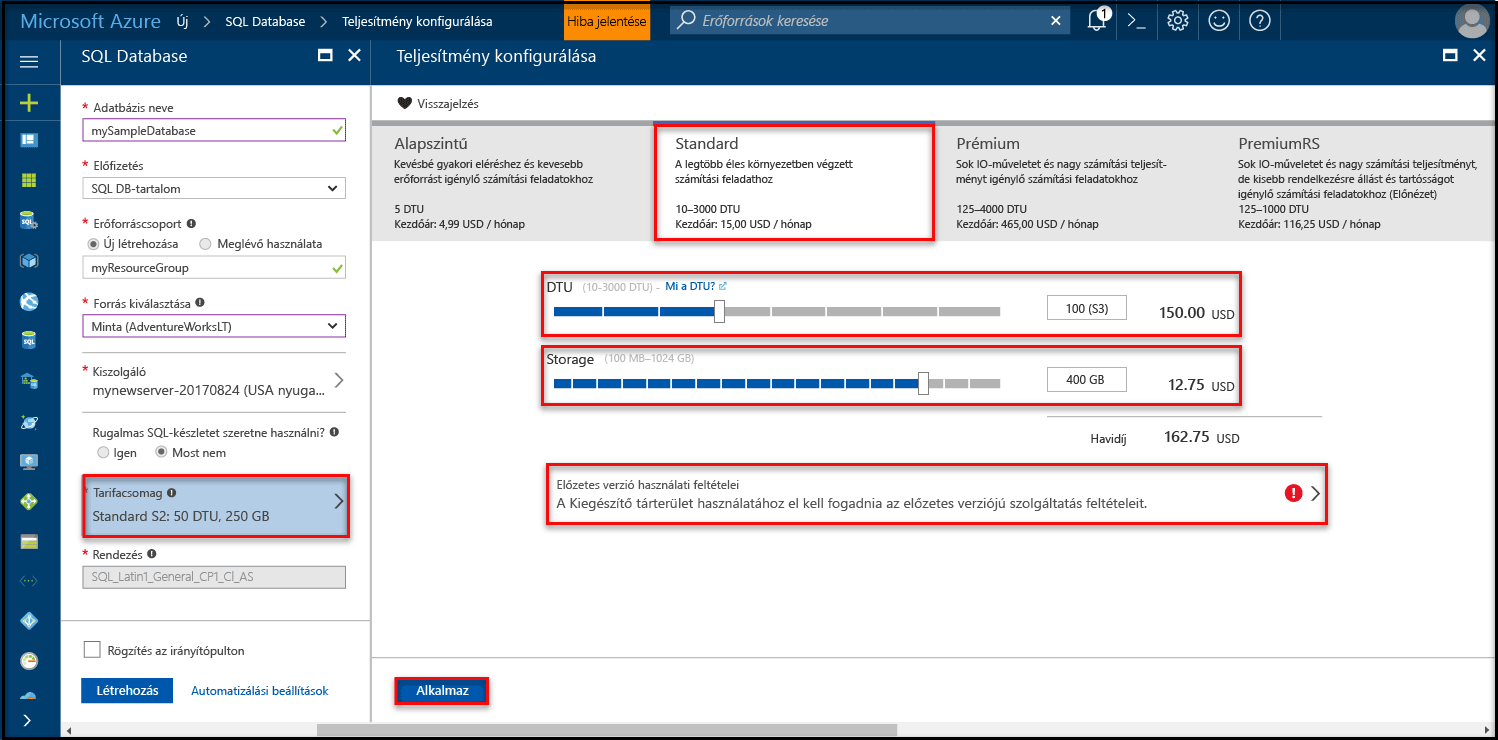 Microsoft Azure Új > SQL Database > Teljesítmény konfigurálása
Hiba jelentése
Erőforrások keresése
1
SQL Database
Teljesítmény konfigurálása
* Adatbázis neve
mySampleDatabase
* Előfizetés
SQL DB-tartalom
* Erőforráscsoport
Új létrehozása Meglévő használata
myResourceGroup
* Forrás kiválasztása
Minta (AdventureWorksLT)
* Kiszolgáló
mynewserver-20170824 (USA nyuga...
Rugalmas SQL-készletet szeretne használni?
Igen Most nem
* Tarifacsomag
Standard S2: 50 DTU, 250 GB
* Rendezés
SQL_Latin1_General_CP1_CI_AS
Rögzítés az irányítópulton
Létrehozás Automatizálási beállítások
Visszajelzés
Alapszintű
Kevésbé gyakori eléréshez és kevesebb
erőforrást igénylő számítási feladatokhoz
5 DTU
Kezdőár: 4,99 USD / hónap
Standard
A legtöbb éles környezetben végzett
számítási feladathoz
10–3000 DTU
Kezdőár: 15,00 USD / hónap
Prémium
Sok IO-műveletet és nagy számítási teljesít-
ményt igénylő számítási feladatokhoz
125–4000 DTU
Kezdőár: 465,00 USD / hónap
PremiumRS
Sok IO-műveletet és nagy számítási teljesítményt,
de kisebb rendelkezésre állást és tartósságot
igénylő számítási feladatokhoz (Előnézet)
125–1000 DTU
Kezdőár: 116,25 USD / hónap
DTU (10-3000 DTU) - Mi a DTU?
100 (S3) 150.00 USD
Storage (100 MB–1024 GB)
400 GB 12.75 USD
Havidíj 162.75 USD
Előzetes verzió használati feltételei
A Kiegészítő tárterület használatához el kell fogadnia az előzetes verziójú szolgáltatás feltételeit.
Alkalmaz